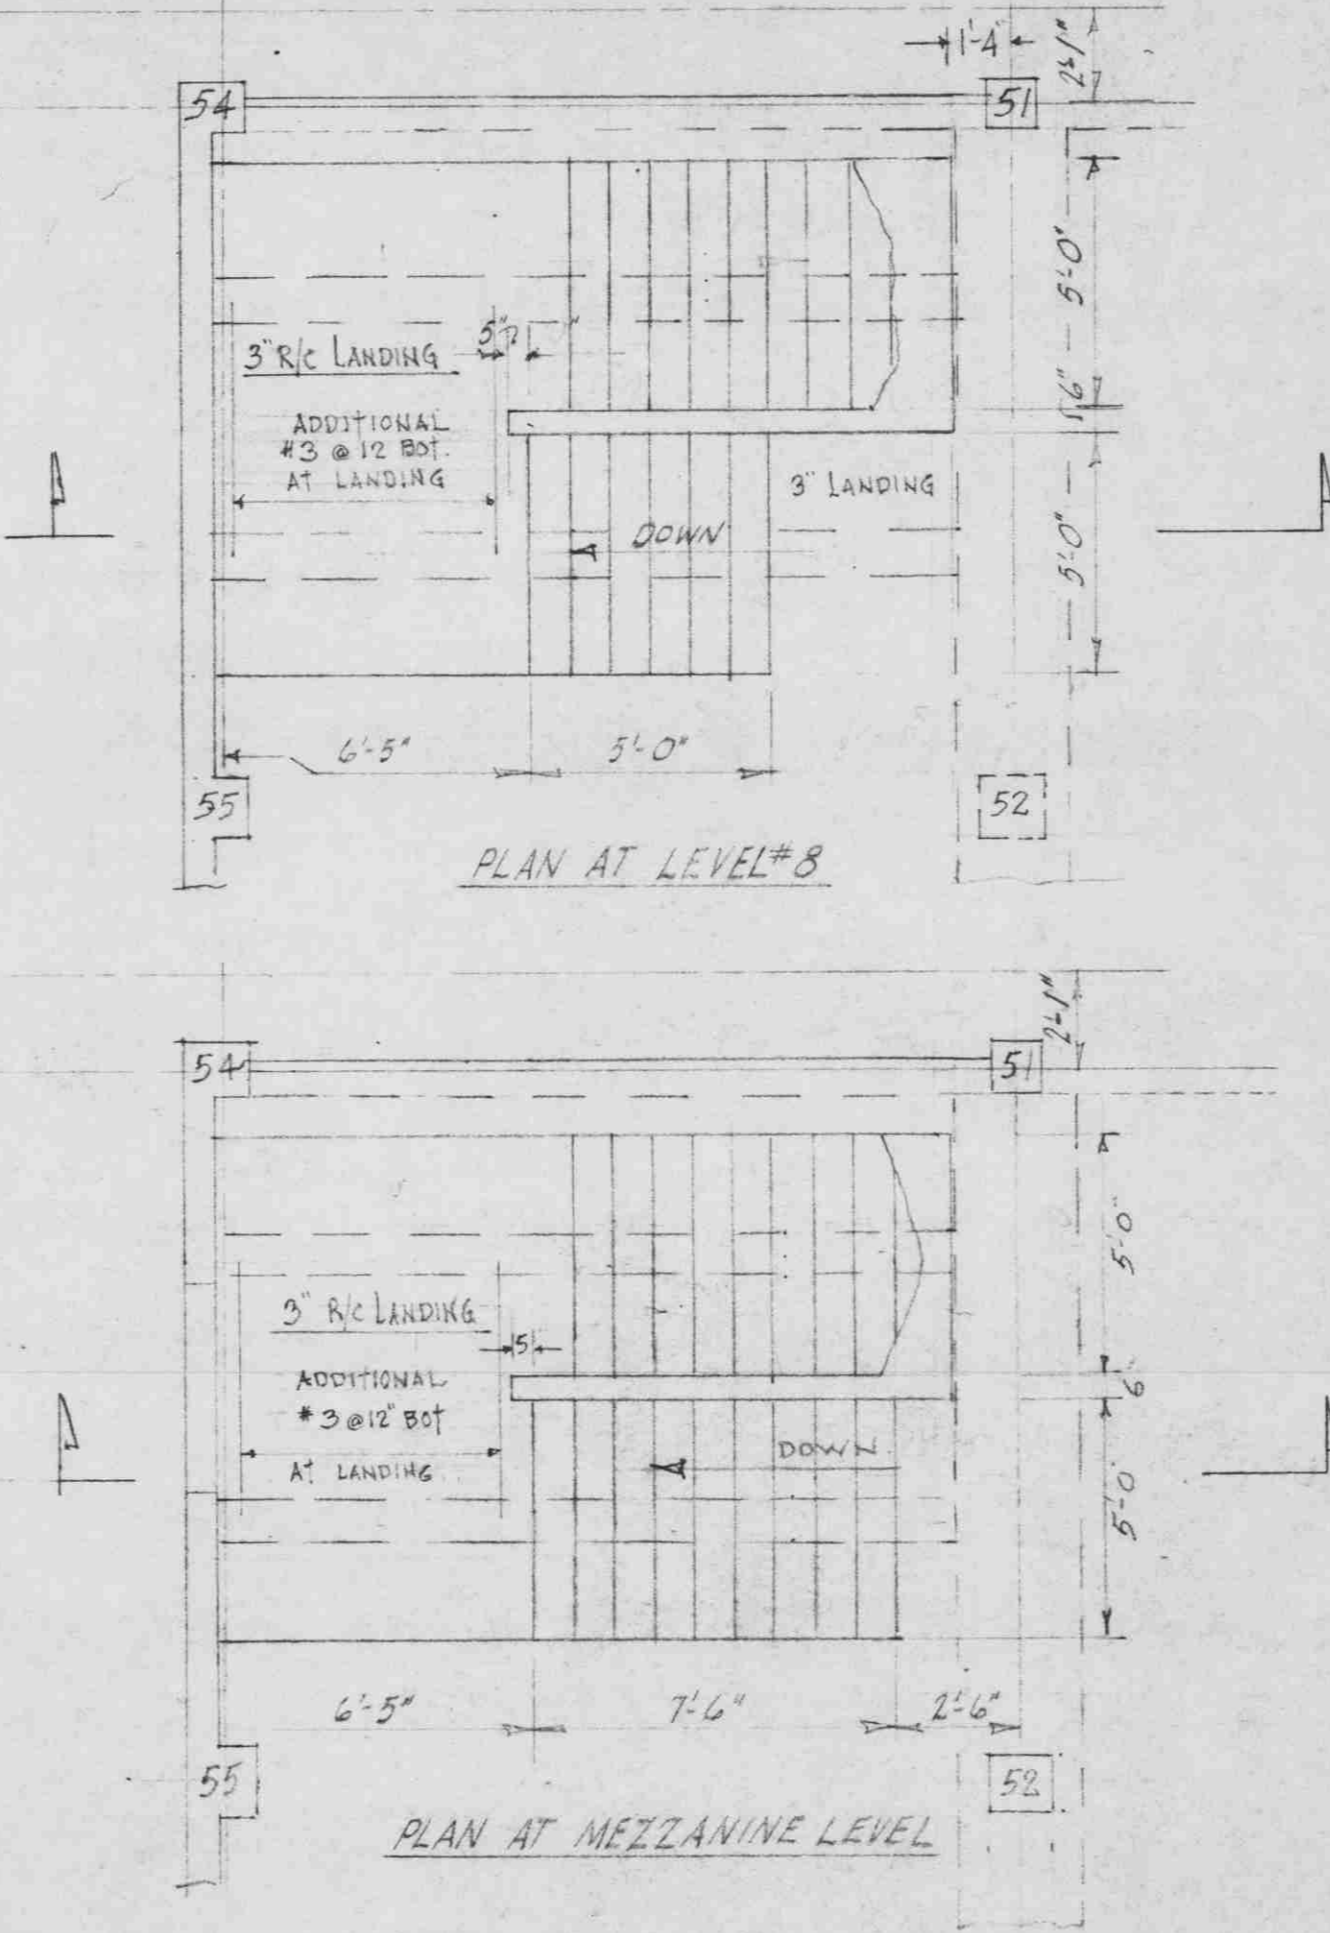 1'-4"
2'-1"
54
51
5'-0"
5"
3" R/C LANDING
6"
ADDITIONAL
#3 @ 12 BOT.
AT LANDING
3" LANDING
DOWN
5'-0"
6'-5"
5'-0"
55
52
PLAN AT LEVEL #8
2'-1"
54
51
5'-0"
3" R/C LANDING
5
ADDITIONAL
#3 @ 12" BOT
AT LANDING
6
DOWN
5'-0"
6'-5"
7'-6"
2'-6"
55
52
PLAN AT MEZZANINE LEVEL